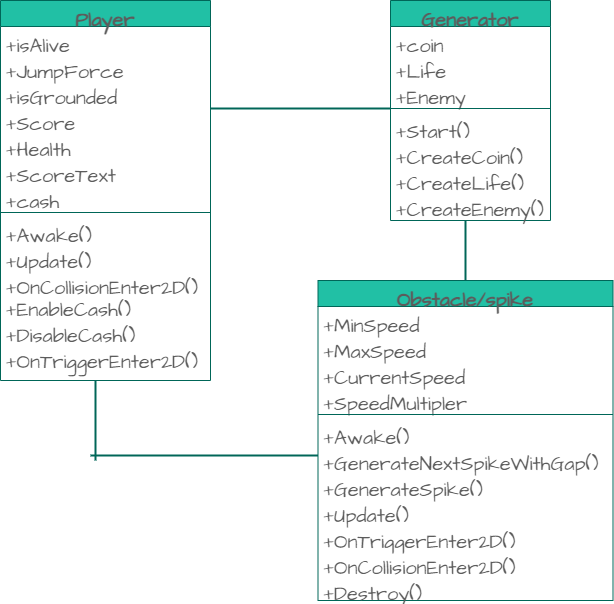 Player
+isAlive
+JumpForce
+isGrounded
+Score
+Health
+ScoreText
+cash
+Awake()
+Update()
+OnCollisionEnter2D()
+EnableCash()
+DisableCash()
+OnTriggerEnter2D()
Generator
+coin
+Life
+Enemy
+Start()
+CreateCoin()
+CreateLife()
+CreateEnemy()
Obstacle/spike
+MinSpeed
+MaxSpeed
+CurrentSpeed
+SpeedMultipler
+Awake()
+GenerateNextSpikeWithGap()
+GenerateSpike()
+Update()
+OnTriggerEnter2D()
+OnCollisionEnter2D()
+Destroy()